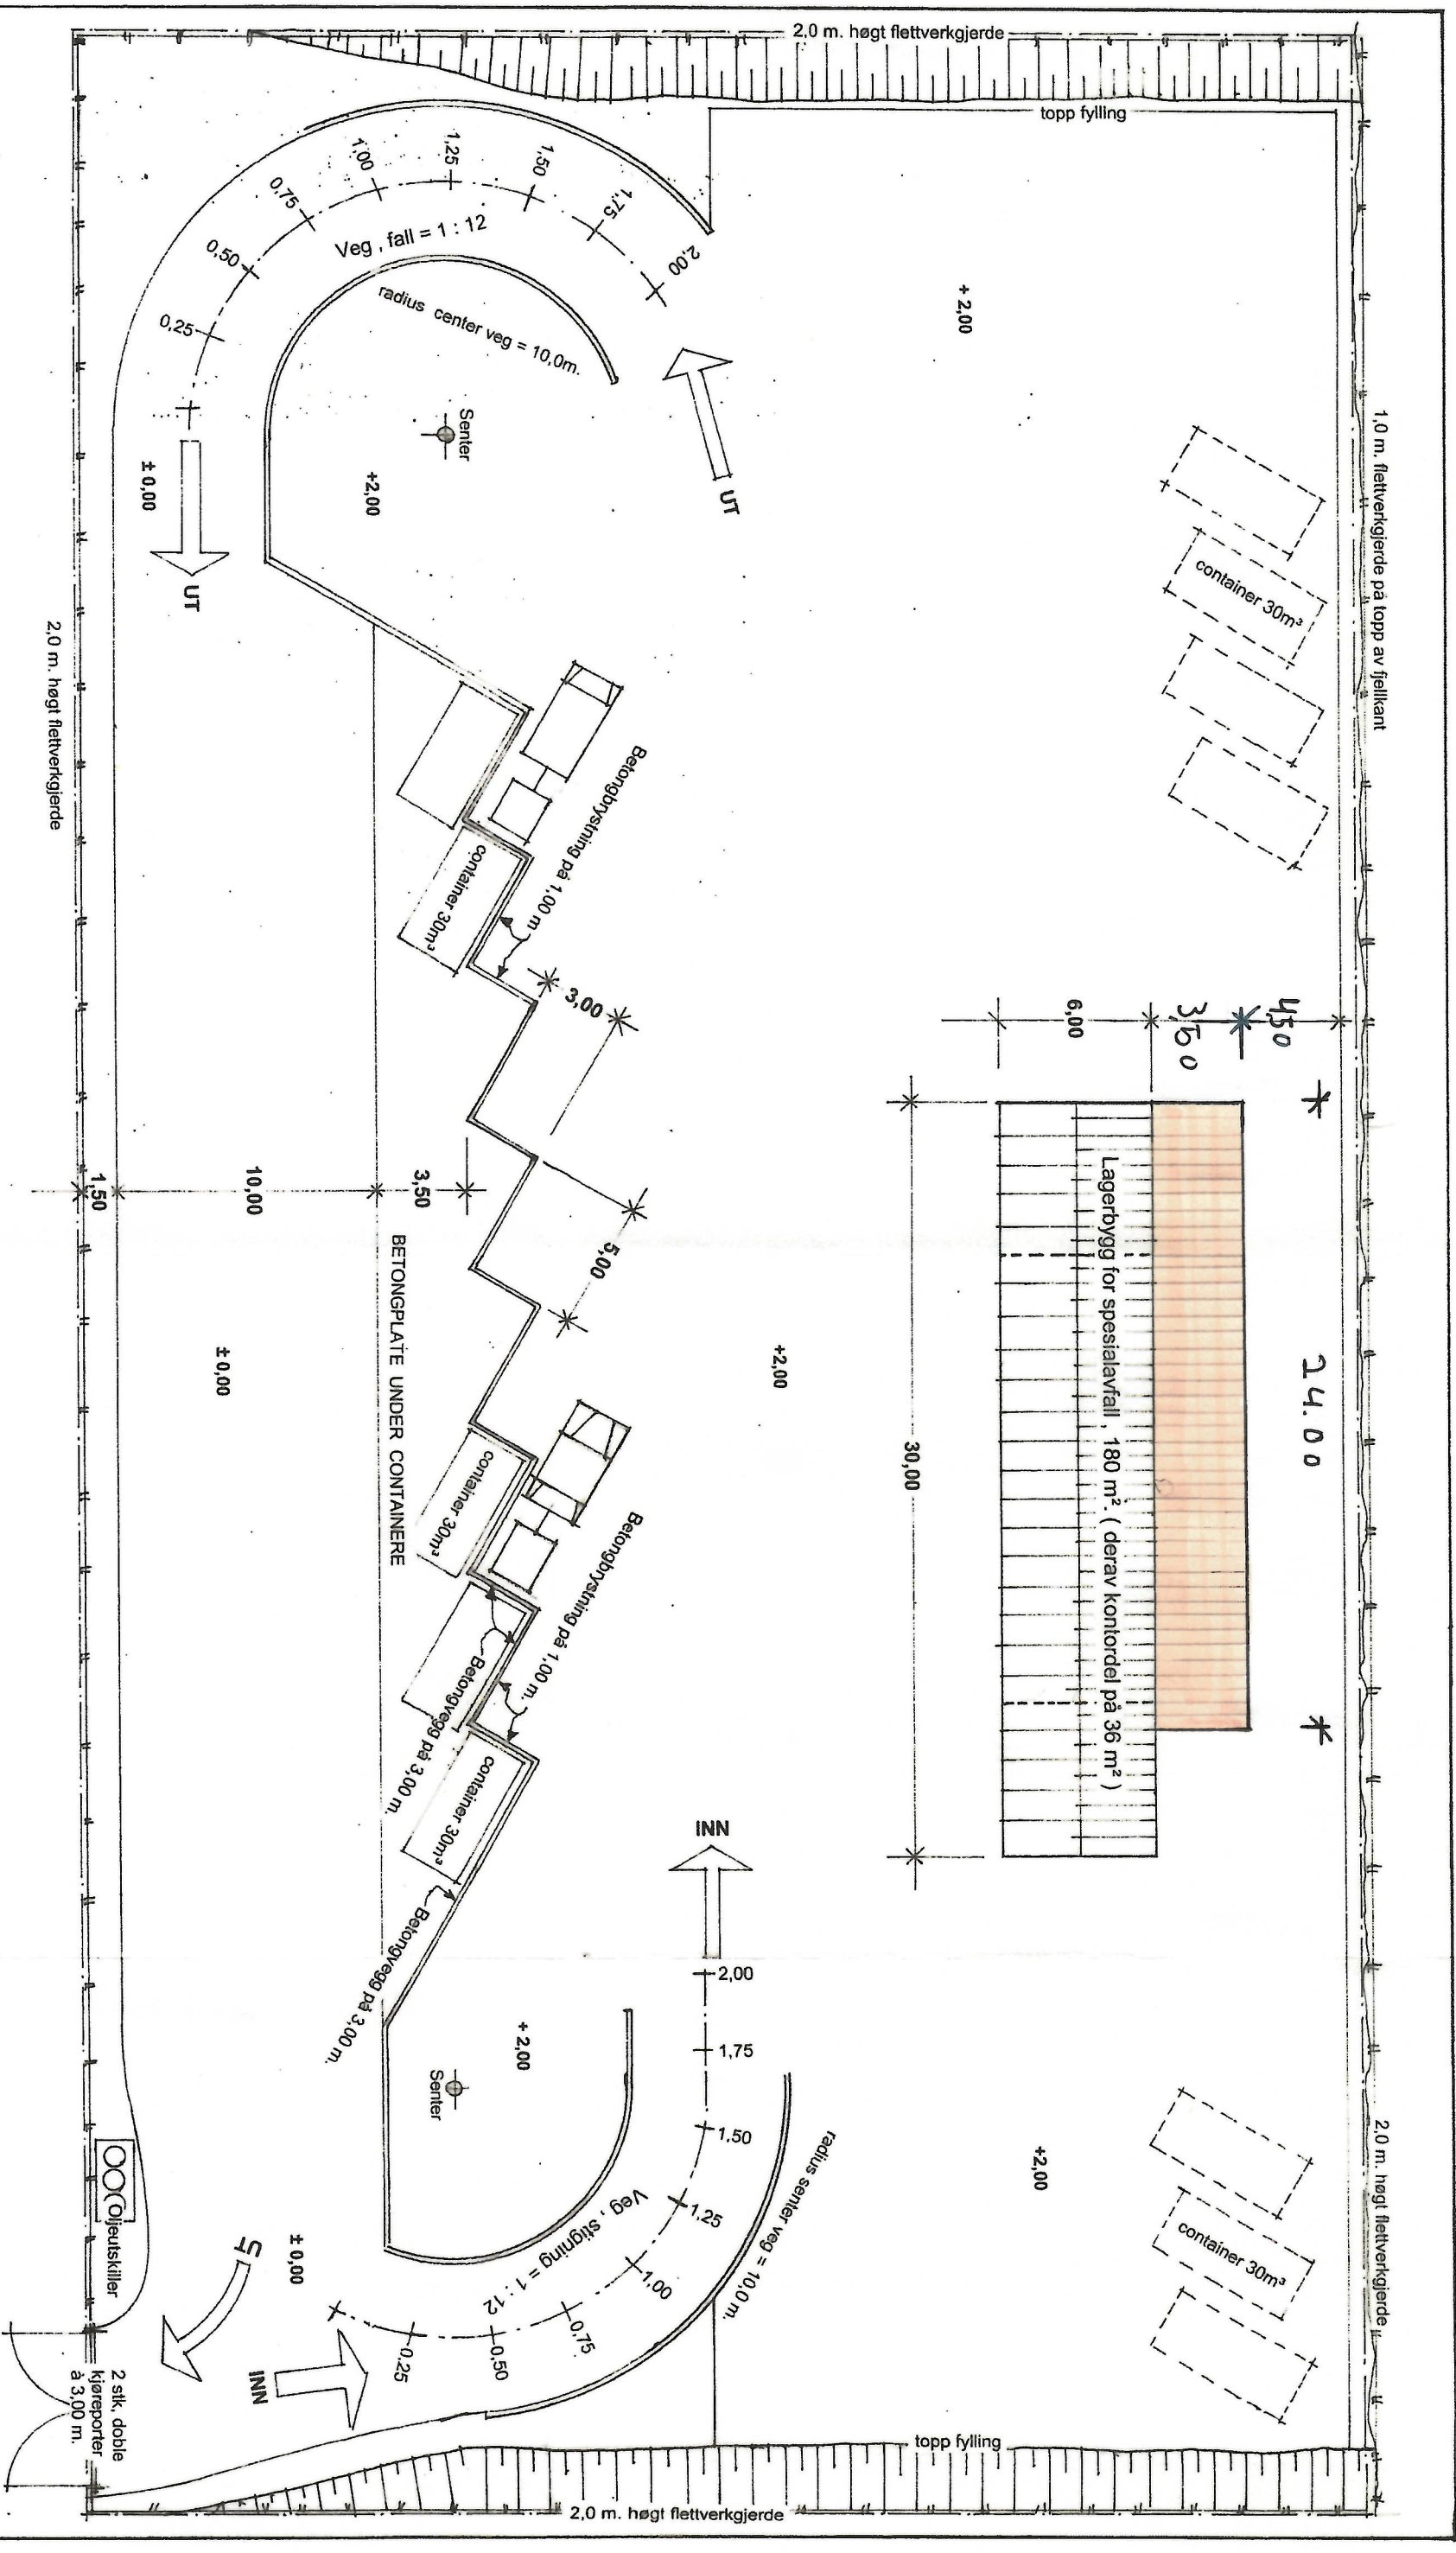 2,0 m. høgt flettverkgjerde
topp fylling
1,50
1,25
1,00
1,75
0,75
2,00
0,50
0,25
Veg , fall = 1 : 12
radius center veg = 10,0m.
+ 2,00
Senter
+2,00
± 0,00
UT
UT
1,0 m. flettverkgjerde på topp av fjellkant
container 30m³
2,0 m. høgt flettverkgjerde
Betongbrystning på 1,00 m
container 30m³
3,00
6,00
3,50
4,50
24.00
Lagerbygg for spesialavfall , 180 m². ( derav kontordel på 36 m² )
30,00
1,50
10,00
3,50
5,00
BETONGPLATE UNDER CONTAINERE
± 0,00
+2,00
container 30m³
Betongbrystning på 1,00 m.
Betongvegg på 3,00 m.
container 30m³
Betongvegg på 3,00 m.
INN
2,00
1,75
1.50
1,25
1,00
0,75
0,50
0.25
+ 2,00
Senter
Veg , Stigning = 1 : 12
radius senter veg = 10,0 m.
+2,00
2,0 m. høgt flettverkgjerde
container 30m³
Oljeutskiller
± 0,00
UT
INN
2 stk, doble
kjøreporter
à 3,00 m.
topp fylling
2,0 m. høgt flettverkgjerde